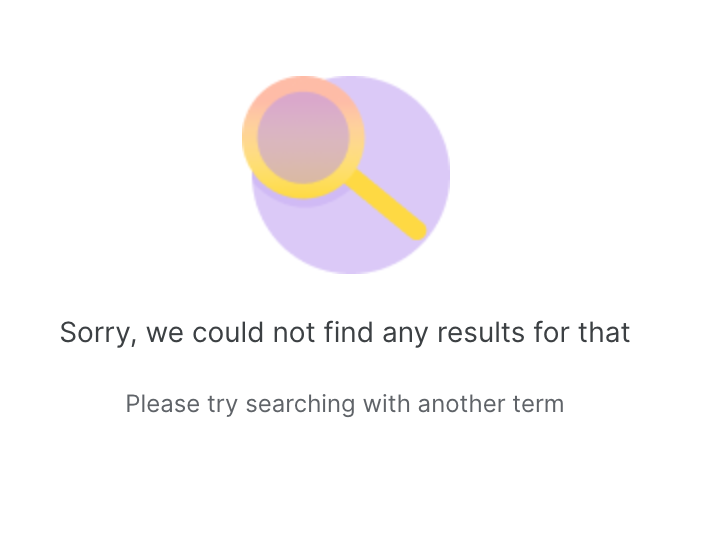 Sorry, we could not find any results for that
Please try searching with another term